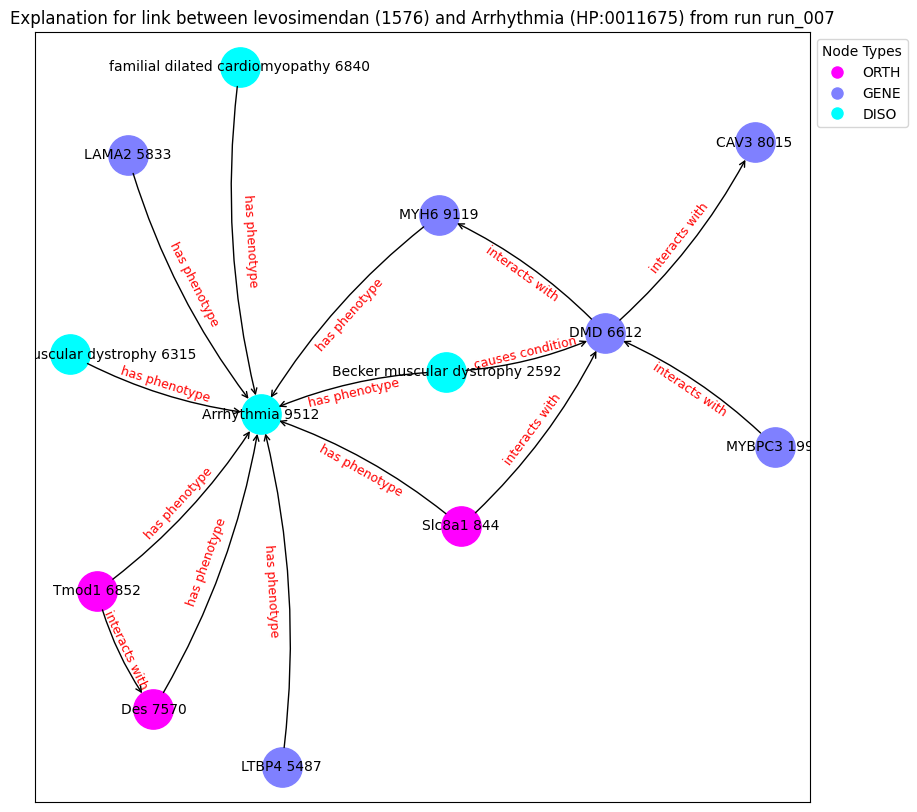 Explanation for link between levosimendan (1576) and Arrhythmia (HP:0011675) from run run_007
Node Types
ORTH
GENE
DISO
familial dilated cardiomyopathy 6840
LAMA2 5833
CAV3 8015
MYH6 9119
has phenotype
interacts with
has phenotype
interacts with
has phenotype
DMD 6612
dystrophy 6315
causes condition
Becker muscular dystrophy 2592
has phenotype
has phenotype
interacts with
Arrhythmia 9512
interacts with
MYBPC3 199
has phenotype
has phenotype
Slc8a1 844
has phenotype
has phenotype
Tmod1 6852
interacts with
Des 7570
LTBP4 5487